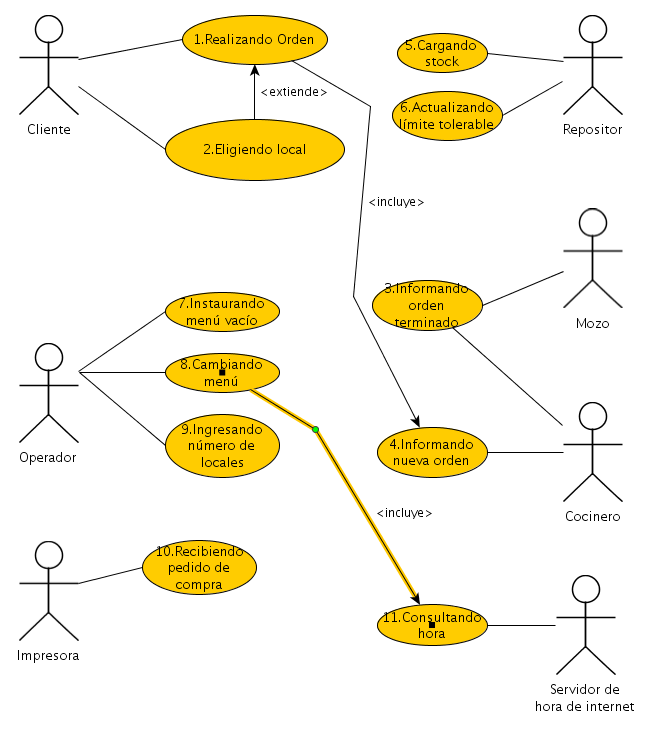 1.Realizando Orden
5.Cargando
stock
<extiende>
6.Actualizando
límite tolerable
Cliente
Repositor
2.Eligiendo local
<incluye>
3.Informando
orden
terminado
7.Instaurando
menú vacío
Mozo
8.Cambiando
menú
9.Ingresando
número de
locales
4.Informando
nueva orden
Operador
Cocinero
<incluye>
10.Recibiendo
pedido de
compra
11.Consultando
hora
Impresora
Servidor de
hora de internet